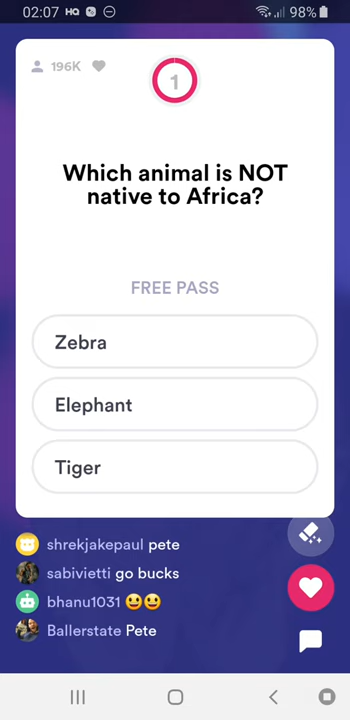 02:07 HQ 98%
196K
1
Which animal is NOT
native to Africa?
FREE PASS
Zebra
Elephant
Tiger
shrekjakepaul pete
sabivietti go bucks
bhanu1031 😃😃
Ballerstate Pete